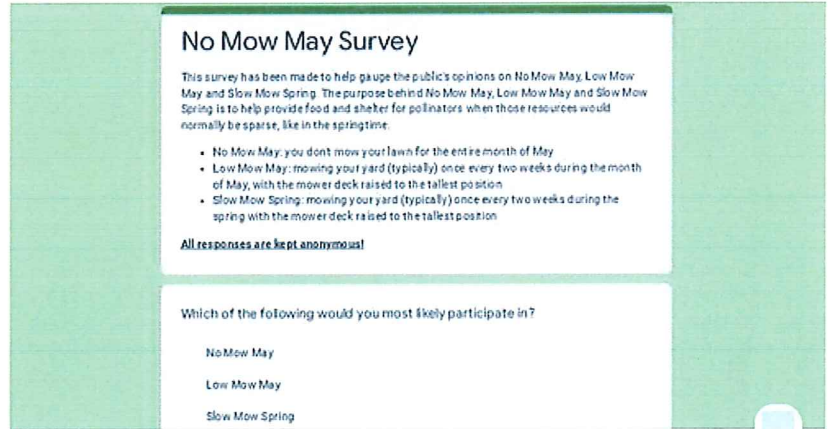 No Mow May Survey
This survey has been made to help gauge the public's opinions on No Mow May, Low Mow
May and Slow Mow Spring. The purpose behind No Mow May, Low Mow May and Slow Mow
Spring is to help provide food and shelter for pollinators when those resources would
normally be sparse, like in the springtime.
• No Mow May: you don't mow your lawn for the entire month of May
• Low Mow May: mowing your yard (typically) once every two weeks during the month
of May, with the mower deck raised to the tallest position
• Slow Mow Spring: mowing your yard (typically) once every two weeks during the
spring with the mower deck raised to the tallest position
All responses are kept anonymous!
Which of the following would you most likely participate in?
No Mow May
Low Mow May
Slow Mow Spring